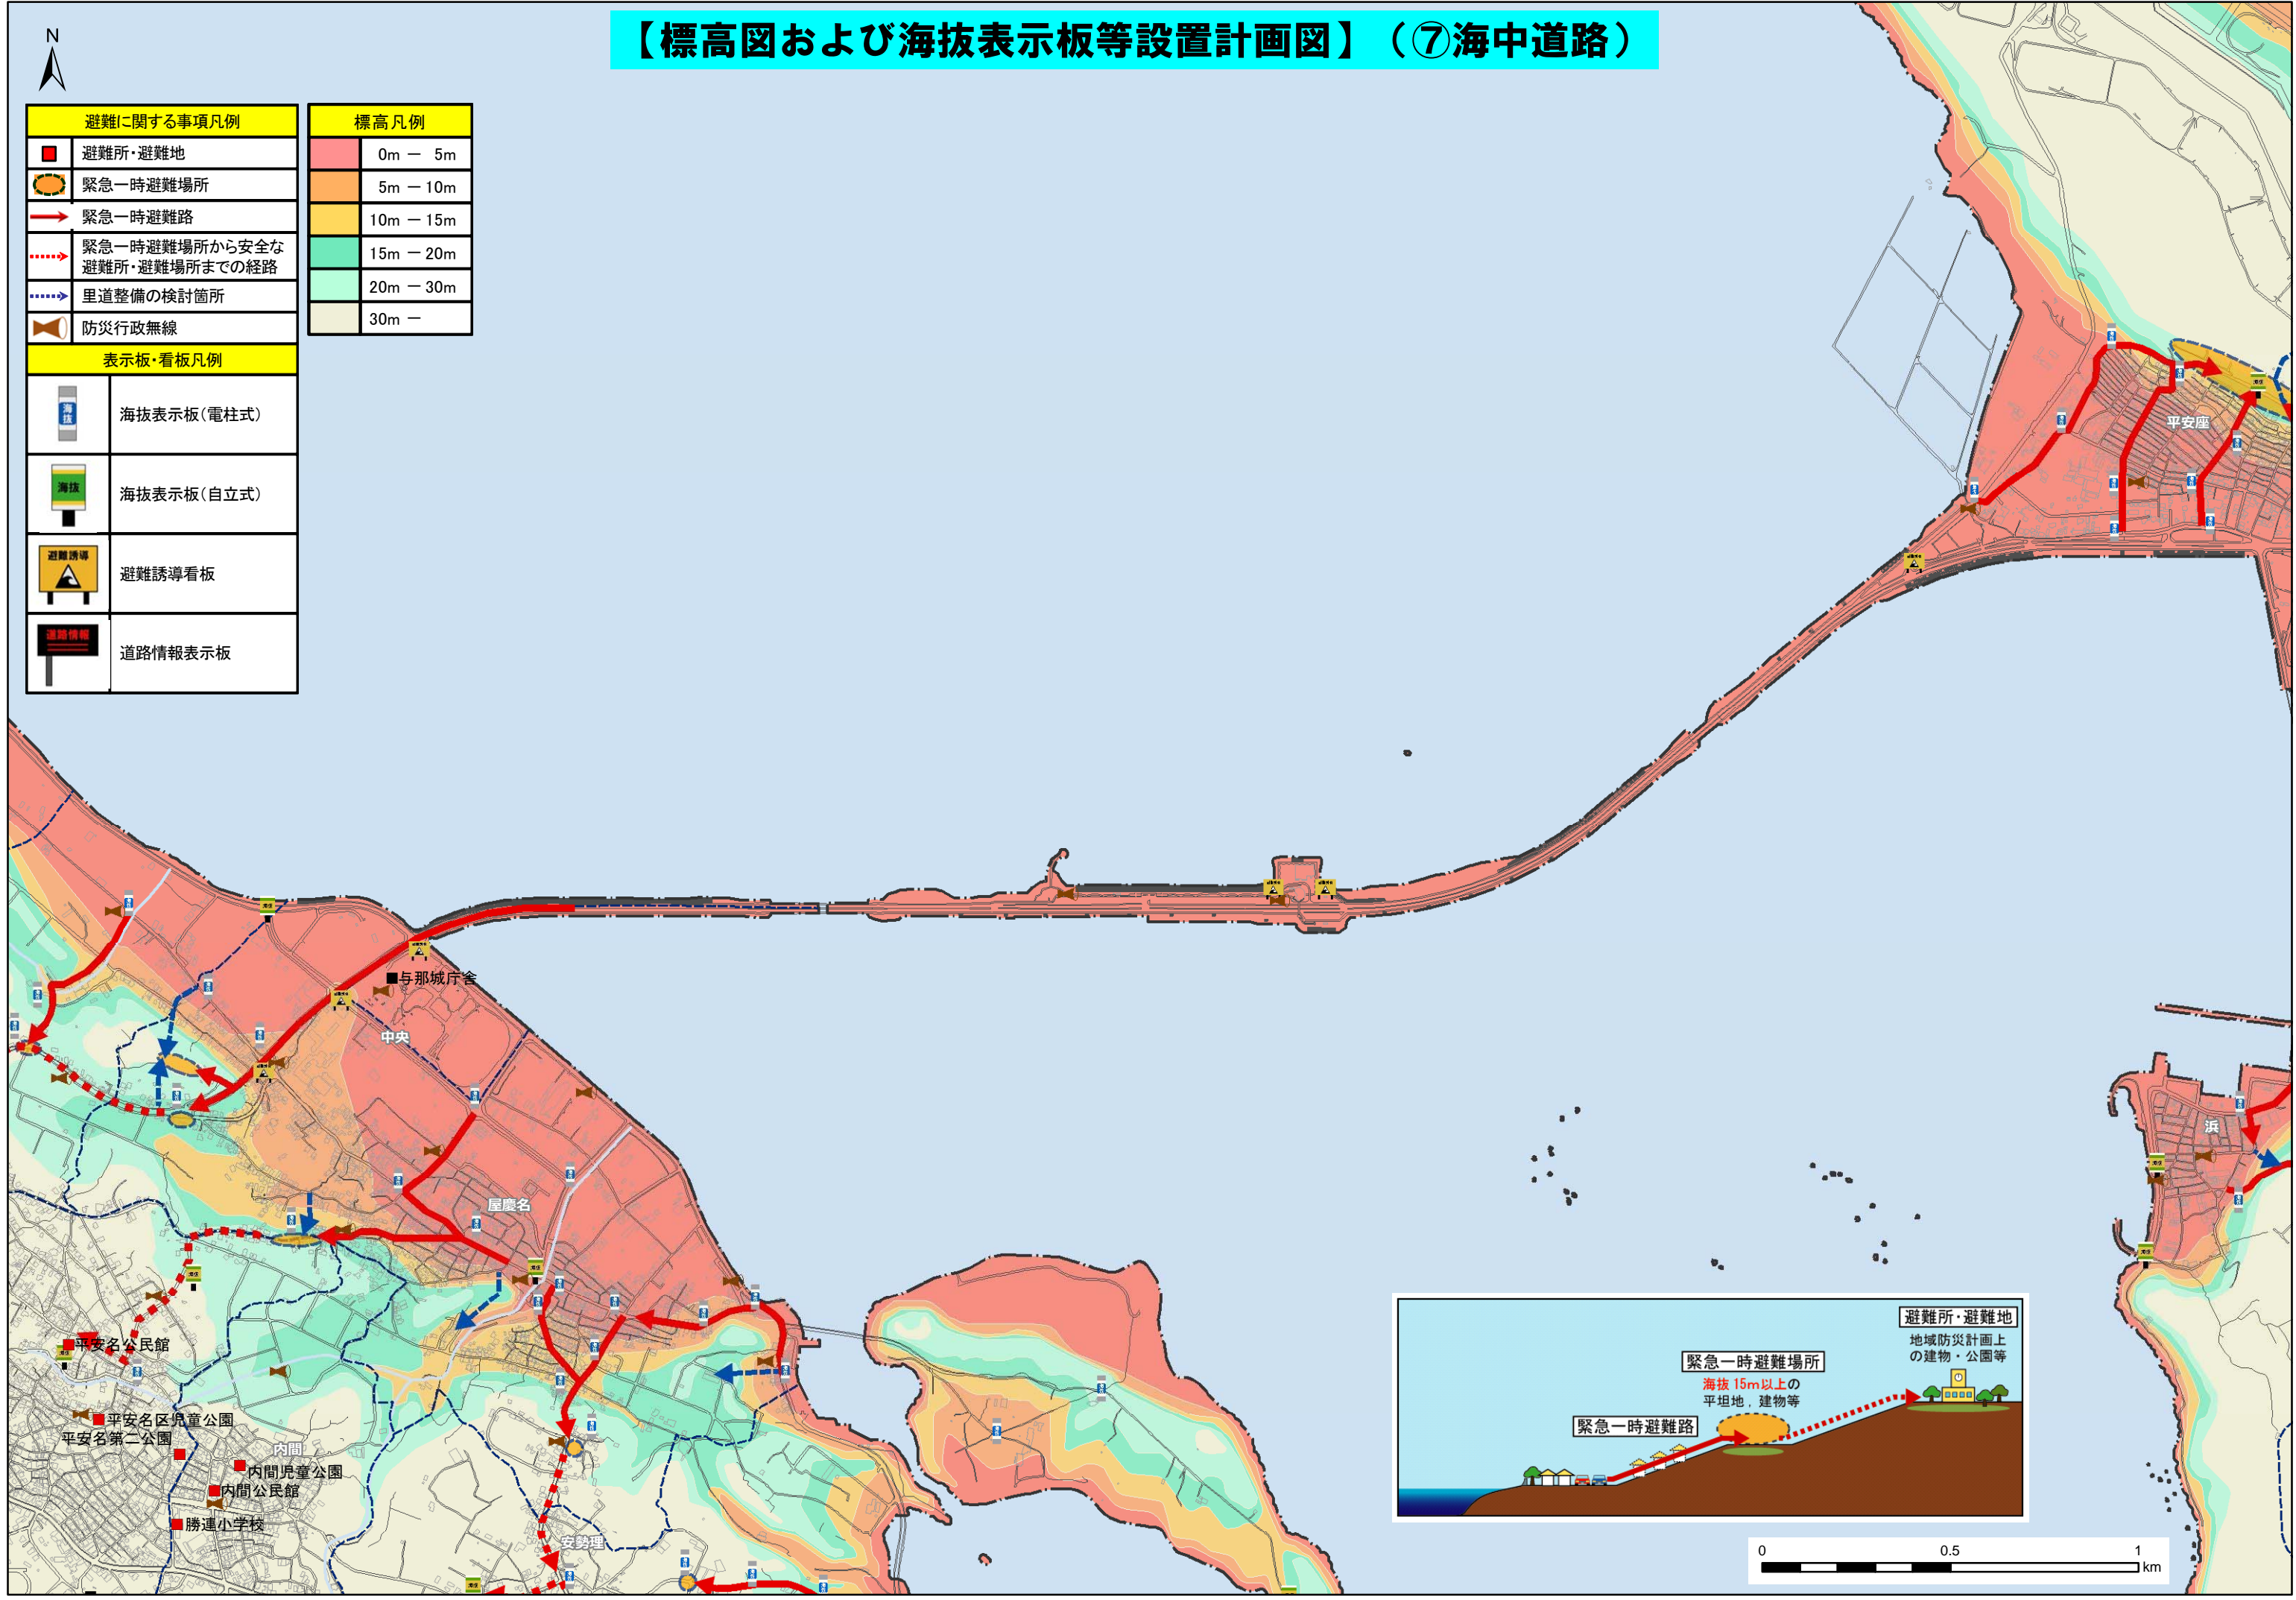 【標高図および海抜表示板等設置計画図】（⑦海中道路）
N
避難に関する事項凡例
避難所・避難地
緊急一時避難場所
緊急一時避難路
緊急一時避難場所から安全な
避難所・避難場所までの経路
里道整備の検討箇所
防災行政無線
表示板・看板凡例
海抜
海抜表示板（電柱式）
海抜
海抜表示板（自立式）
避難誘導
避難誘導看板
道路情報
道路情報表示板
標高凡例
0m － 5m
5m －10m
10m －15m
15m －20m
20m －30m
30m －
平安座
与那城庁舎
中央
屋慶名
浜
平安名公民館
平安名区児童公園
平安名第二公園
内間
内間児童公園
内間公民館
勝連小学校
安勢理
避難所・避難地
地域防災計画上
の建物・公園等
緊急一時避難場所
海抜15m以上の
平坦地，建物等
緊急一時避難路
0 0.5 1
km